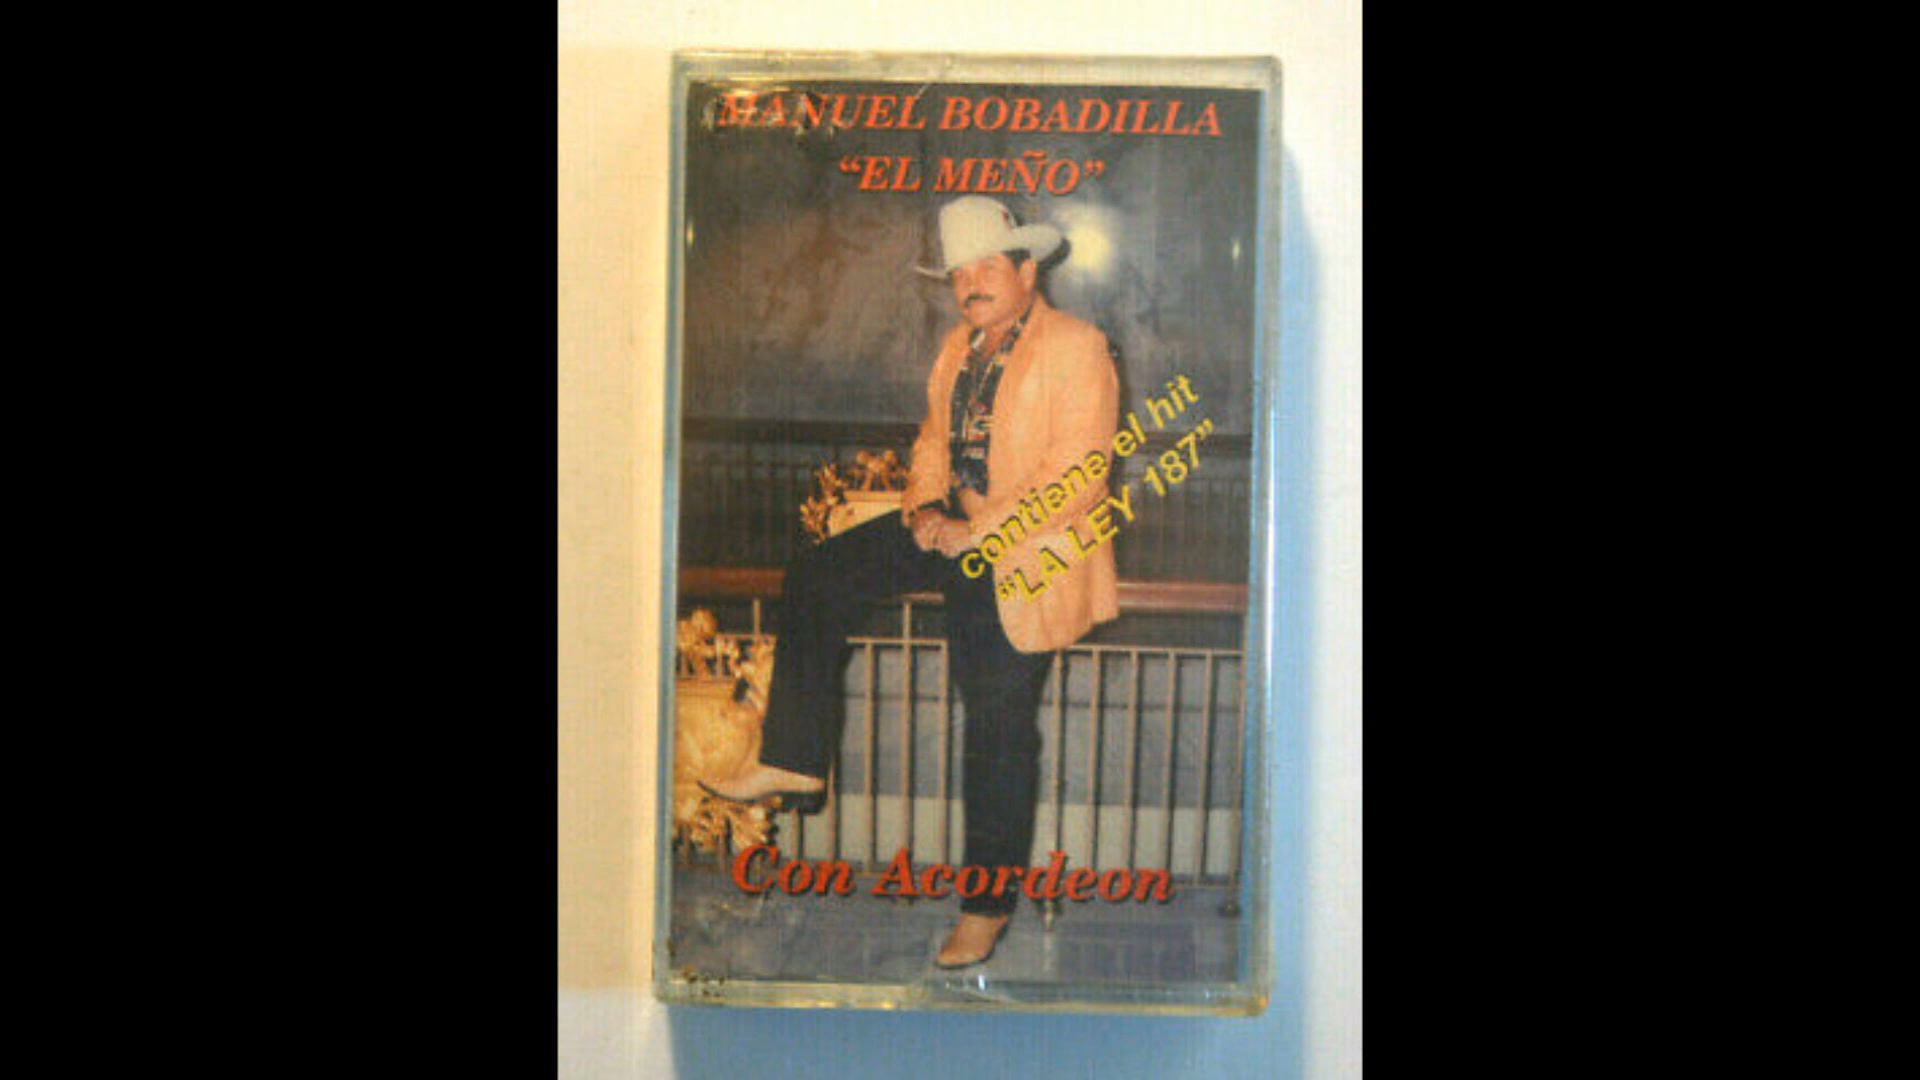 MANUEL BOBADILLA
“EL MEÑO”
contiene el hit
“LA LEY 187”
Con Acordeon